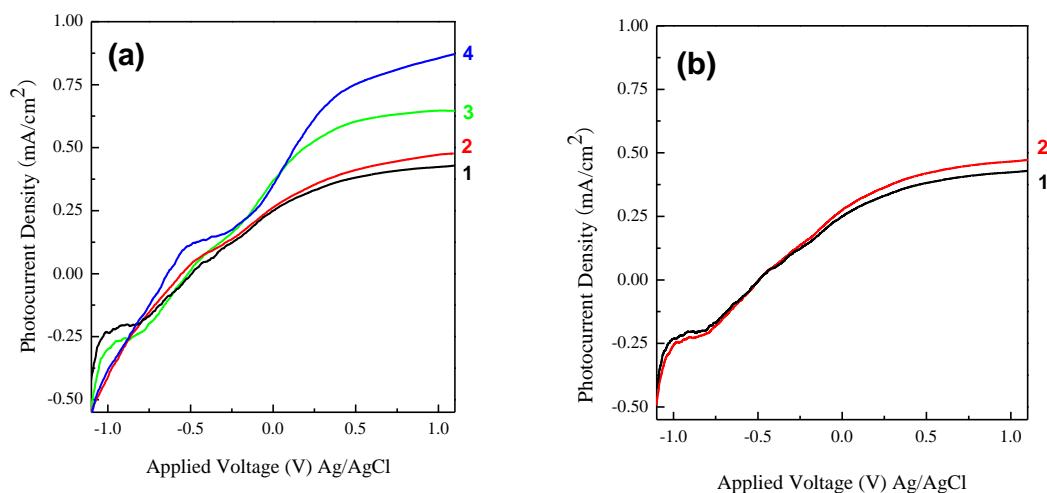 (a)
1.00
0.75
0.50
0.25
0.00
-0.25
-0.50
-1.0 -0.5 0.0 0.5 1.0
Photocurrent Density (mA/cm²)
Applied Voltage (V) Ag/AgCl
4
3
2
1
(b)
1.00
0.75
0.50
0.25
0.00
-0.25
-0.50
-1.0 -0.5 0.0 0.5 1.0
Photocurrent Density (mA/cm²)
Applied Voltage (V) Ag/AgCl
2
1